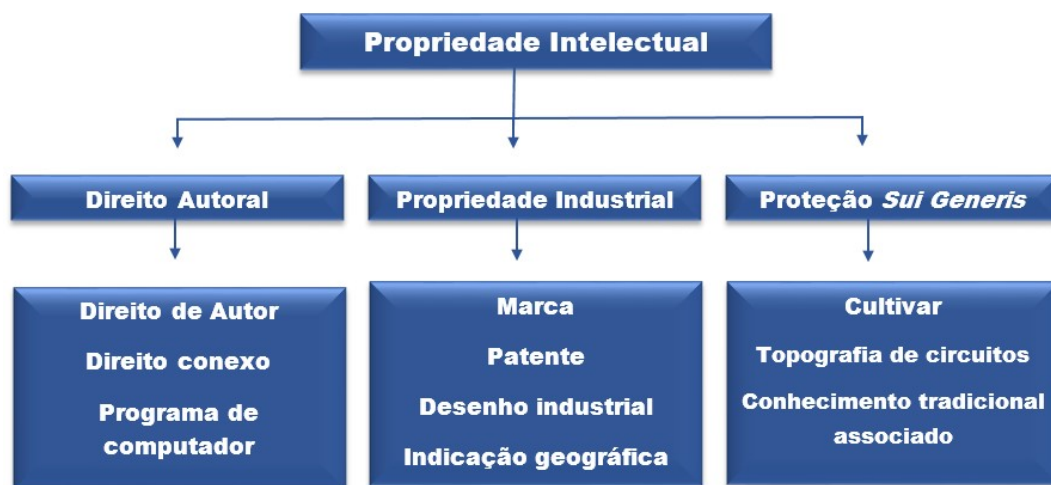 Propriedade Intelectual
Direito Autoral
Propriedade Industrial
Proteção Sui Generis
Direito de Autor
Direito conexo
Programa de
computador
Marca
Patente
Desenho industrial
Indicação geográfica
Cultivar
Topografia de circuitos
Conhecimento tradicional
associado